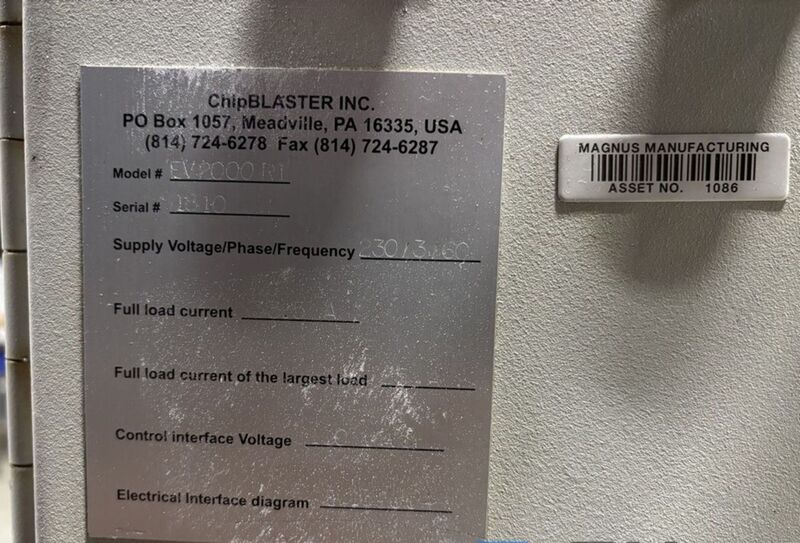 ChipBLASTER INC.
PO Box 1057, Meadville, PA 16335, USA
(814) 724-6278 Fax (814) 724-6287
Model #
Serial # 1810
Supply Voltage/Phase/Frequency 230/3/60
Full load current
Full load current of the largest load
Control interface Voltage
Electrical Interface diagram
MAGNUS MANUFACTURING
ASSET NO. 1086